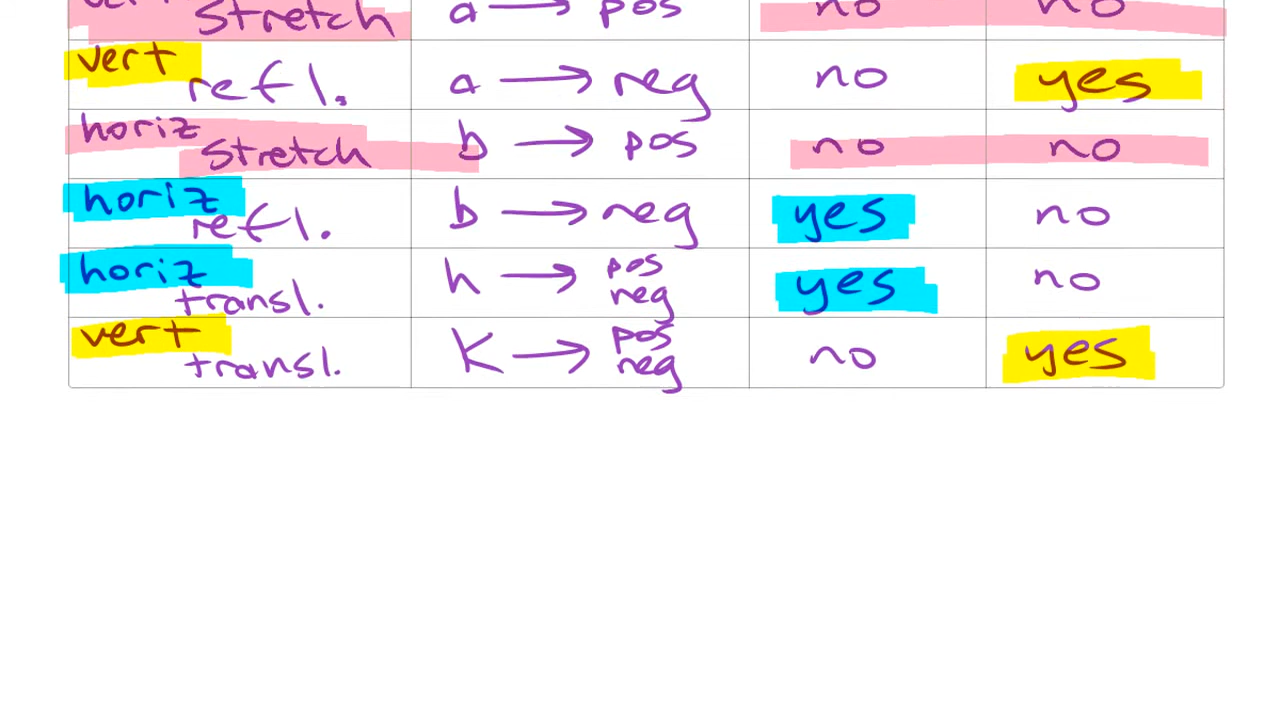 stretch a → pos no no
vert refl. a → neg no yes
horiz stretch b → pos no no
horiz refl. b → neg yes no
horiz transl. h → pos neg yes no
vert transl. K → pos neg no yes